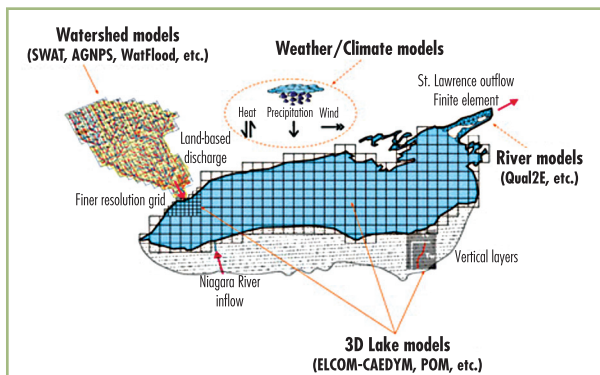 Watershed models
(SWAT, AGNPS, WatFlood, etc.)
Weather/Climate models
Heat
Precipitation
Wind
St. Lawrence outflow
Finite element
River models
(Qual2E, etc.)
Land-based
discharge
Finer resolution grid
Niagara River
inflow
Vertical layers
3D Lake models
(ELCOM-CAEDYM, POM, etc.)